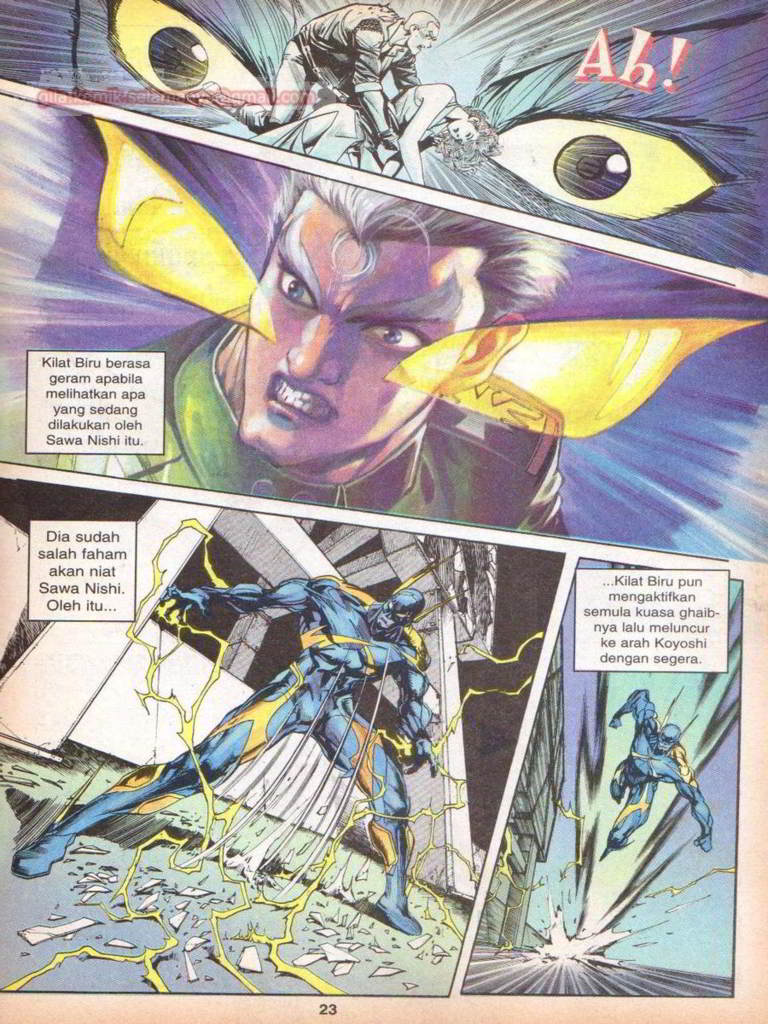 Ah!
Kilat Biru berasa
geram apabila
melihatkan apa
yang sedang
dilakukan oleh
Sawa Nishi itu.
Dia sudah
salah faham
akan niat
Sawa Nishi.
Oleh itu...
...Kilat Biru pun
mengaktifkan
semula kuasa ghaib-
nya lalu meluncur
ke arah Koyoshi
dengan segera.
23